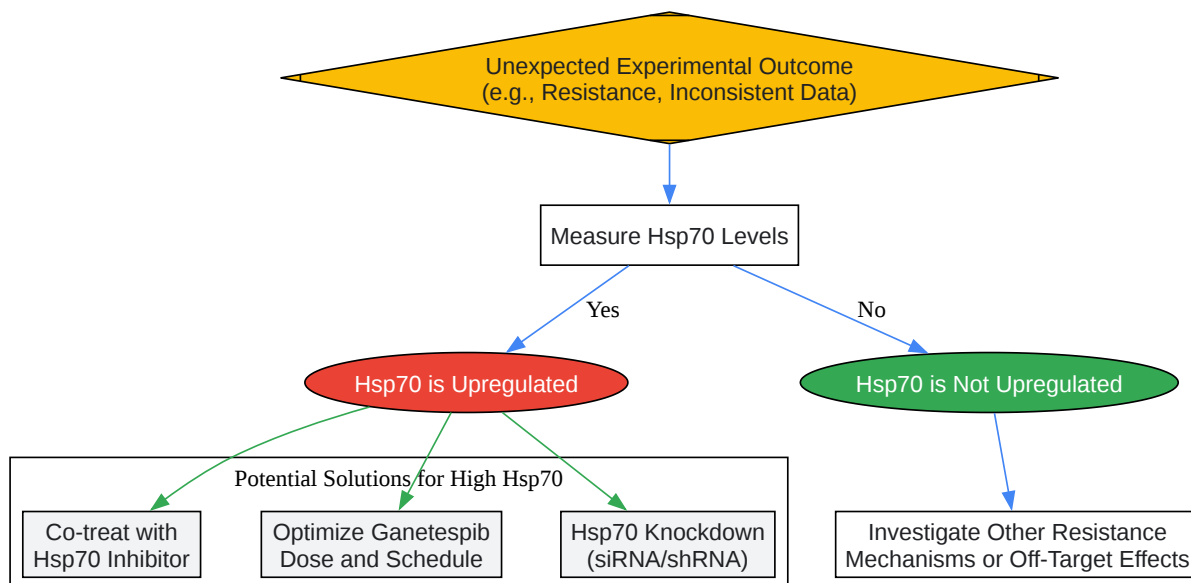 Unexpected Experimental Outcome
(e.g., Resistance, Inconsistent Data)
Measure Hsp70 Levels
Yes
No
Hsp70 is Upregulated
Hsp70 is Not Upregulated
Potential Solutions for High Hsp70
Co-treat with
Hsp70 Inhibitor
Optimize Ganetespib
Dose and Schedule
Hsp70 Knockdown
(siRNA/shRNA)
Investigate Other Resistance
Mechanisms or Off-Target Effects